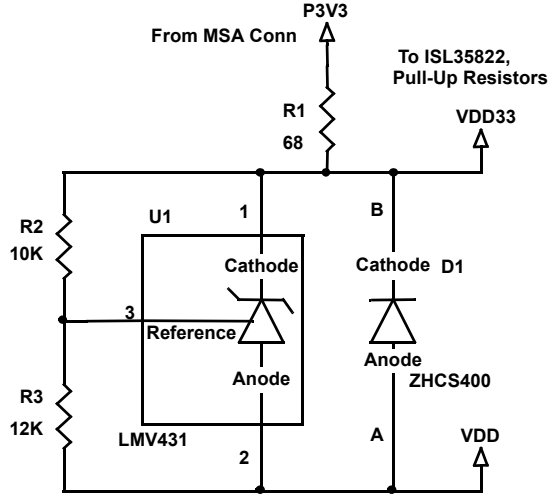 P3V3
From MSA Conn
To ISL35822,
Pull-Up Resistors
R1
68
VDD33
U1
1
B
R2
10K
Cathode
Cathode D1
3
Reference
Anode
Anode
ZHCS400
R3
12K
LMV431
2
A
VDD